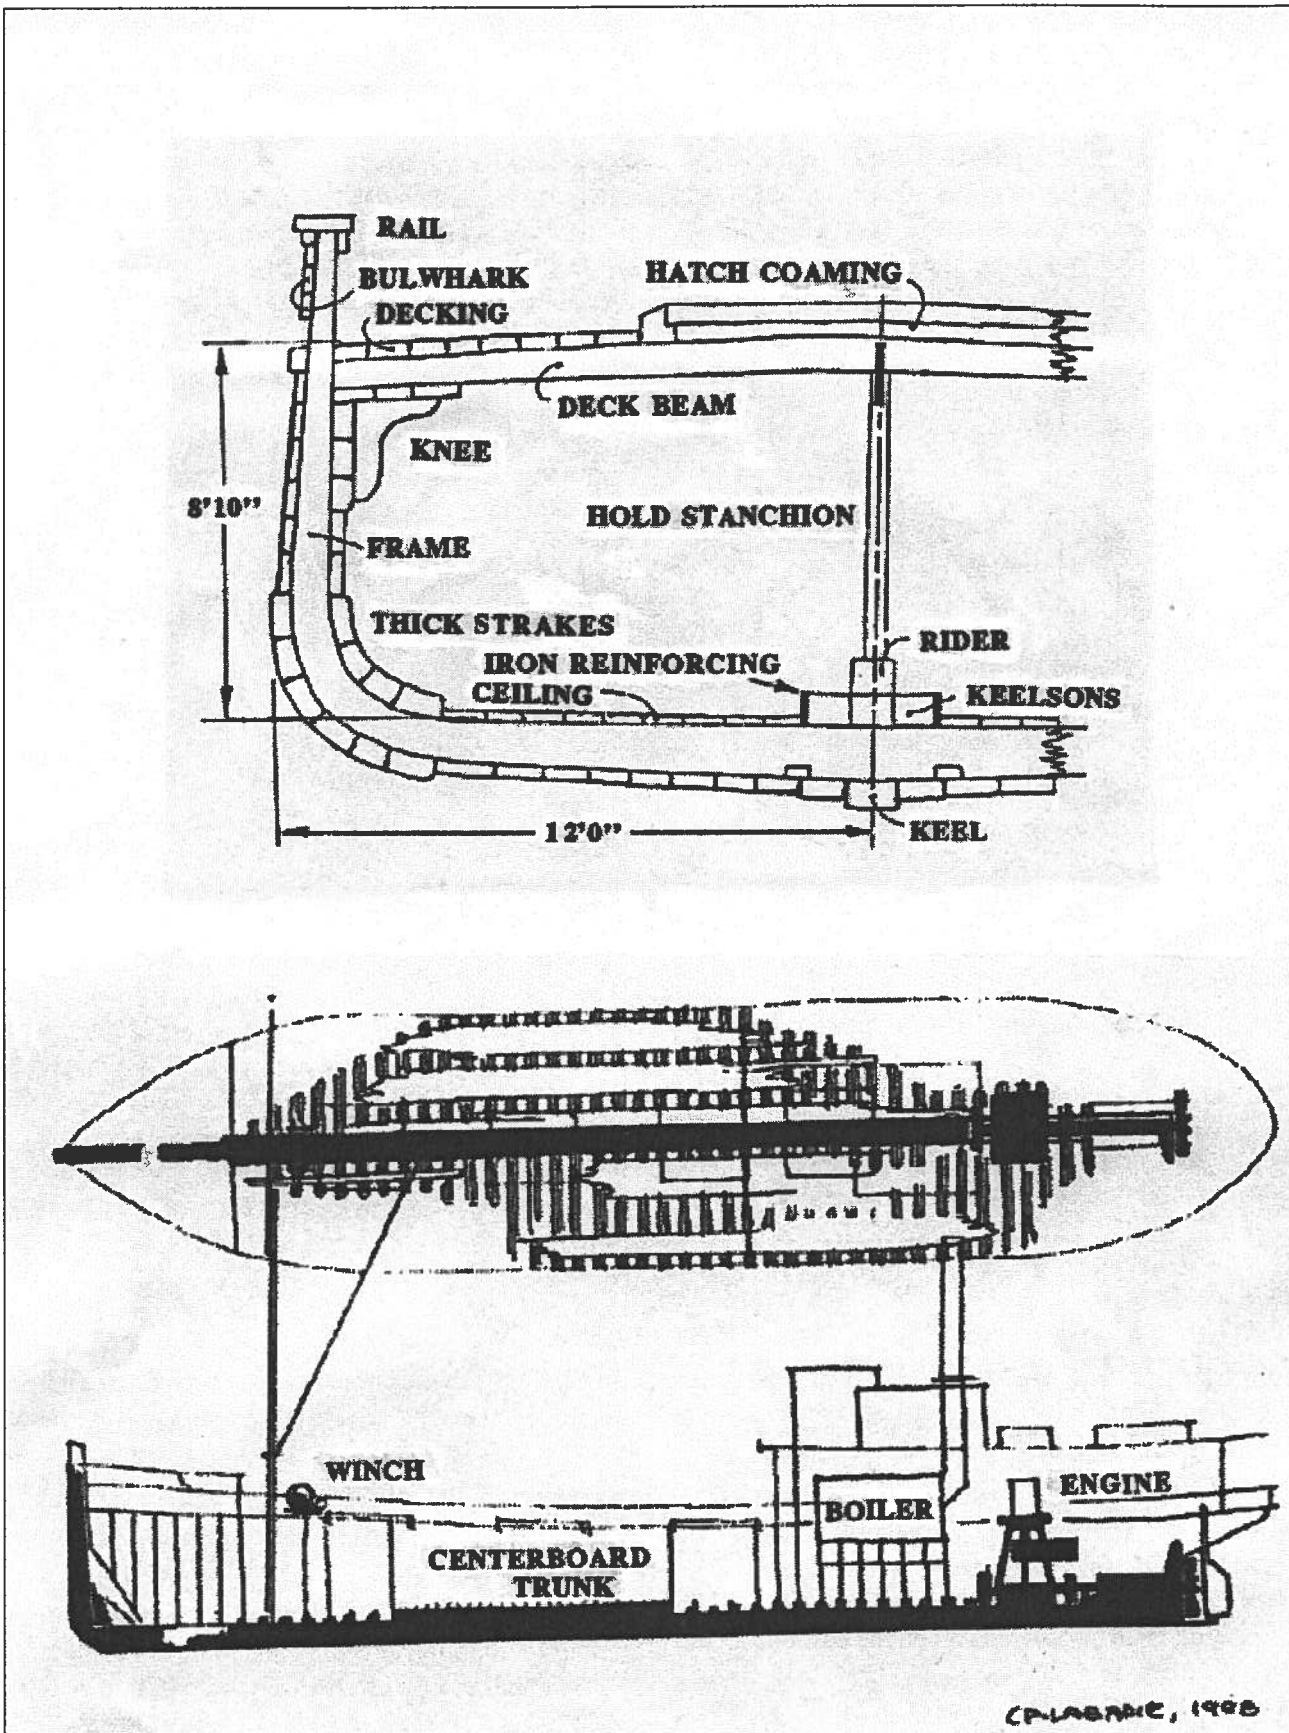 RAIL
BULWHARK
DECKING
HATCH COAMING
DECK BEAM
KNEE
8'10"
HOLD STANCHION
FRAME
THICK STRAKES
RIDER
IRON REINFORCING
CEILING
KEELSONS
12'0"
KEEL
WINCH
ENGINE
BOILER
CENTERBOARD
TRUNK